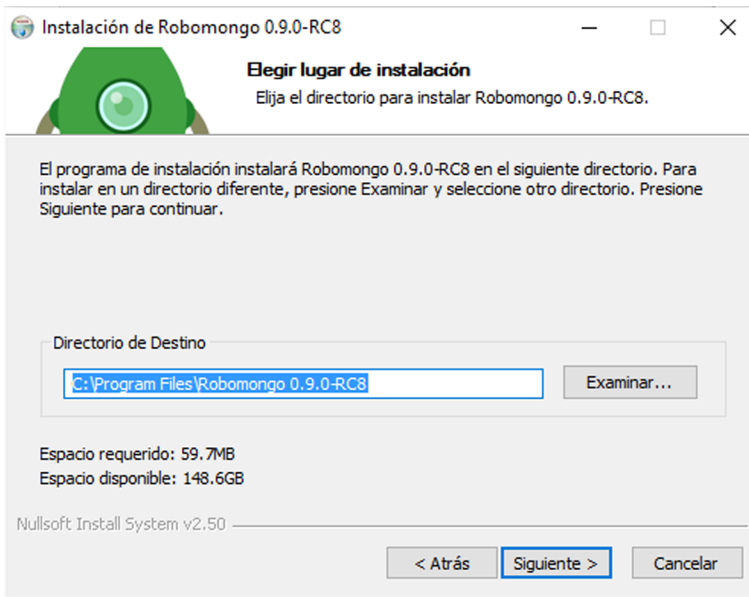 Instalación de Robomongo 0.9.0-RC8
Elegir lugar de instalación
Elija el directorio para instalar Robomongo 0.9.0-RC8.
El programa de instalación instalará Robomongo 0.9.0-RC8 en el siguiente directorio. Para
instalar en un directorio diferente, presione Examinar y seleccione otro directorio. Presione
Siguiente para continuar.
Directorio de Destino
C:\Program Files\Robomongo 0.9.0-RC8
Examinar...
Espacio requerido: 59.7MB
Espacio disponible: 148.6GB
Nullsoft Install System v2.50
< Atrás
Siguiente >
Cancelar